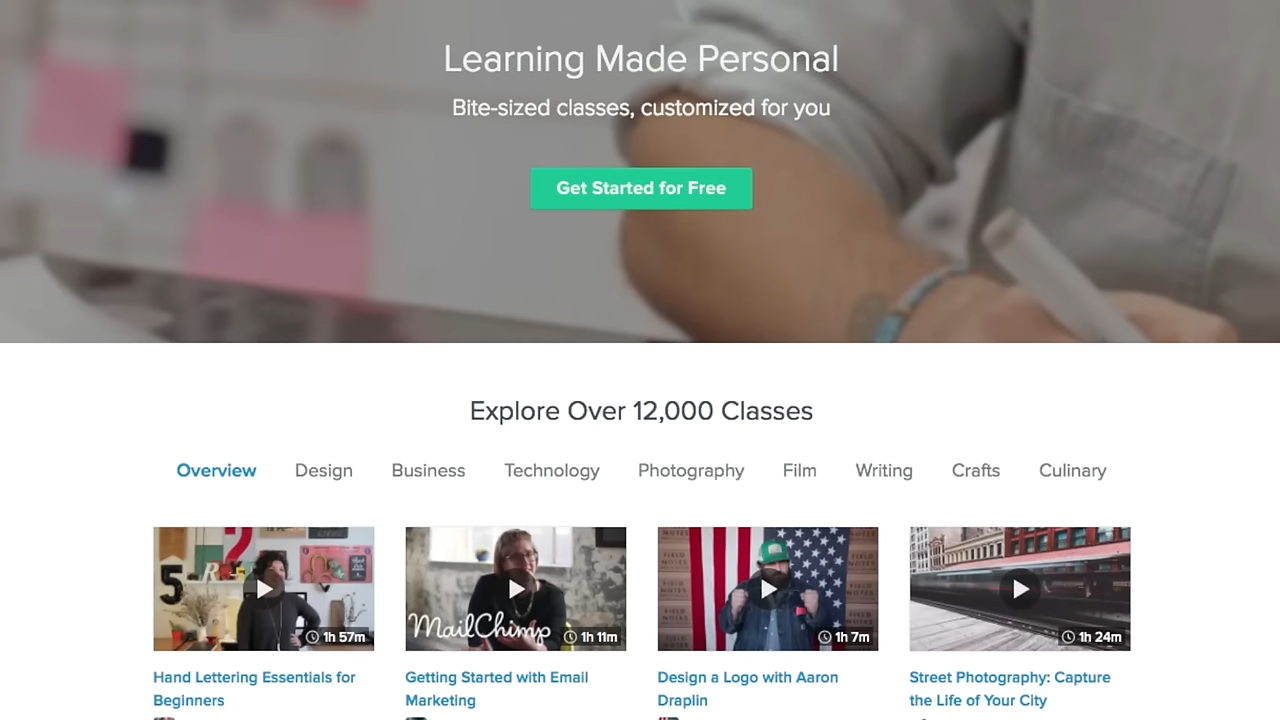 Learning Made Personal
Bite-sized classes, customized for you
Get Started for Free
Explore Over 12,000 Classes
Overview Design Business Technology Photography Film Writing Crafts Culinary
5
MailChimp
FIELD NOTES
1h 57m 1h 11m 1h 7m 1h 24m
Hand Lettering Essentials for Beginners
Getting Started with Email Marketing
Design a Logo with Aaron Draplin
Street Photography: Capture the Life of Your City